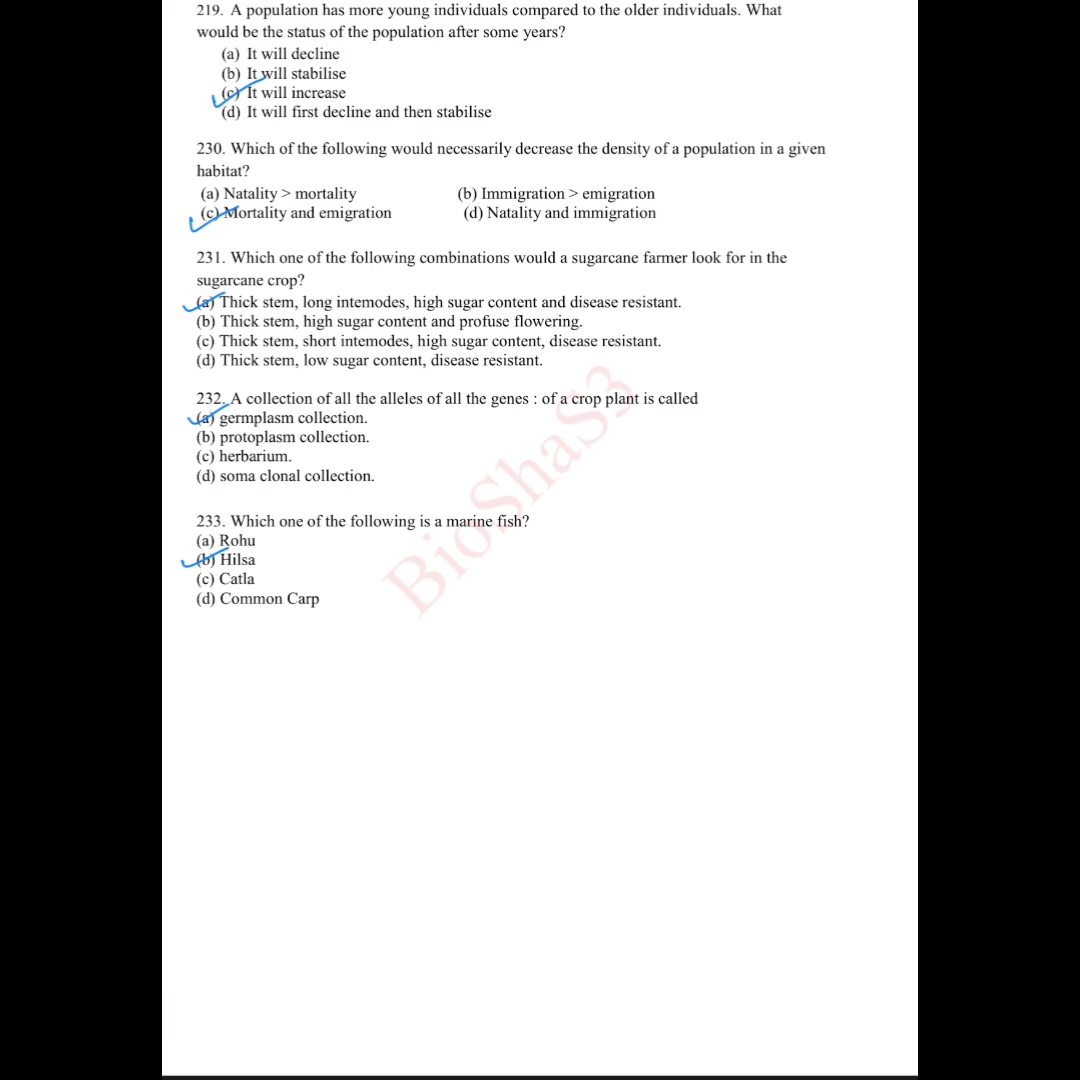 219. A population has more young individuals compared to the older individuals. What
would be the status of the population after some years?
(a) It will decline
(b) It will stabilise
(c) It will increase
(d) It will first decline and then stabilise
230. Which of the following would necessarily decrease the density of a population in a given
habitat?
(a) Natality > mortality (b) Immigration > emigration
(c) Mortality and emigration (d) Natality and immigration
231. Which one of the following combinations would a sugarcane farmer look for in the
sugarcane crop?
(a) Thick stem, long intemodes, high sugar content and disease resistant.
(b) Thick stem, high sugar content and profuse flowering.
(c) Thick stem, short intemodes, high sugar content, disease resistant.
(d) Thick stem, low sugar content, disease resistant.
232. A collection of all the alleles of all the genes : of a crop plant is called
(a) germplasm collection.
(b) protoplasm collection.
(c) herbarium.
(d) soma clonal collection.
233. Which one of the following is a marine fish?
(a) Rohu
(b) Hilsa
(c) Catla
(d) Common Carp
BioShaS3